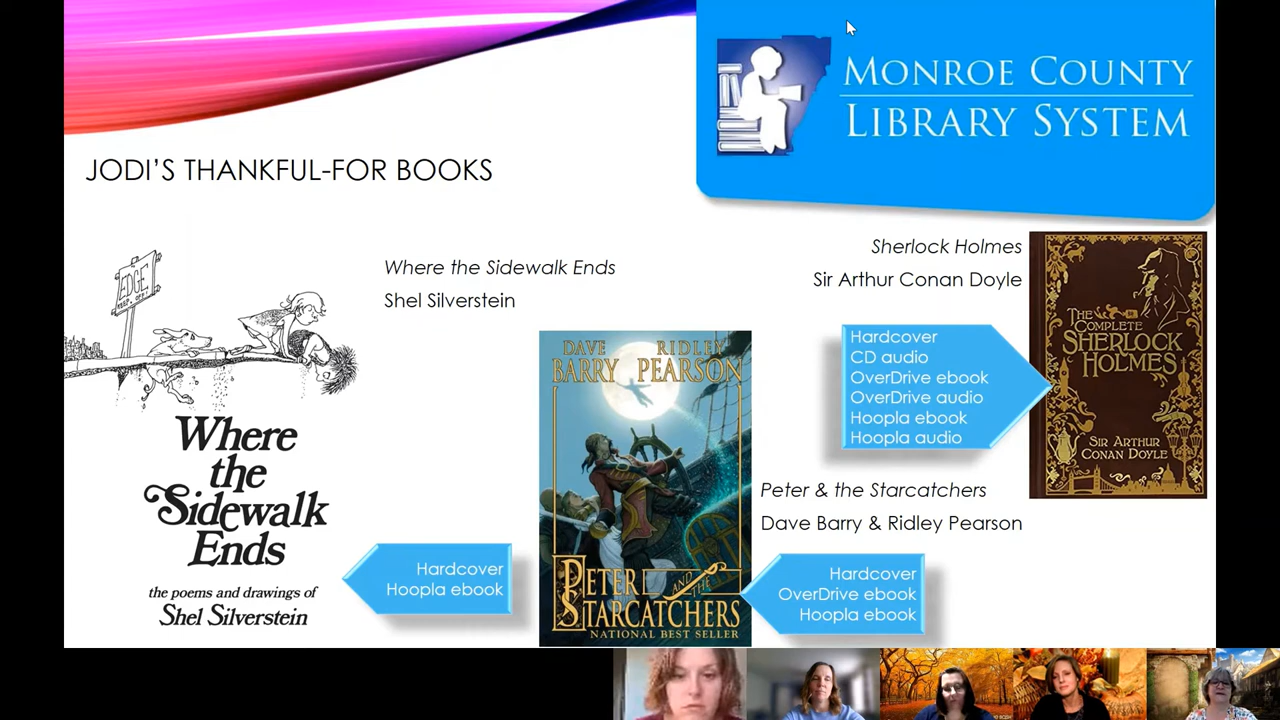 MONROE COUNTY
LIBRARY SYSTEM
JODI'S THANKFUL-FOR BOOKS
EDGE
KEEP OFF!
Where
the
Sidewalk
Ends
the poems and drawings of
Shel Silverstein
Where the Sidewalk Ends
Shel Silverstein
Hardcover
Hoopla ebook
DAVE RIDLEY
BARRY PEARSON
PETER AND THE
STARCATCHERS
NATIONAL BEST SELLER
Sherlock Holmes
Sir Arthur Conan Doyle
Hardcover
CD audio
OverDrive ebook
OverDrive audio
Hoopla ebook
Hoopla audio
THE
COMPLETE
SHERLOCK
HOLMES
SIR ARTHUR
CONAN DOYLE
Peter & the Starcatchers
Dave Barry & Ridley Pearson
Hardcover
OverDrive ebook
Hoopla ebook